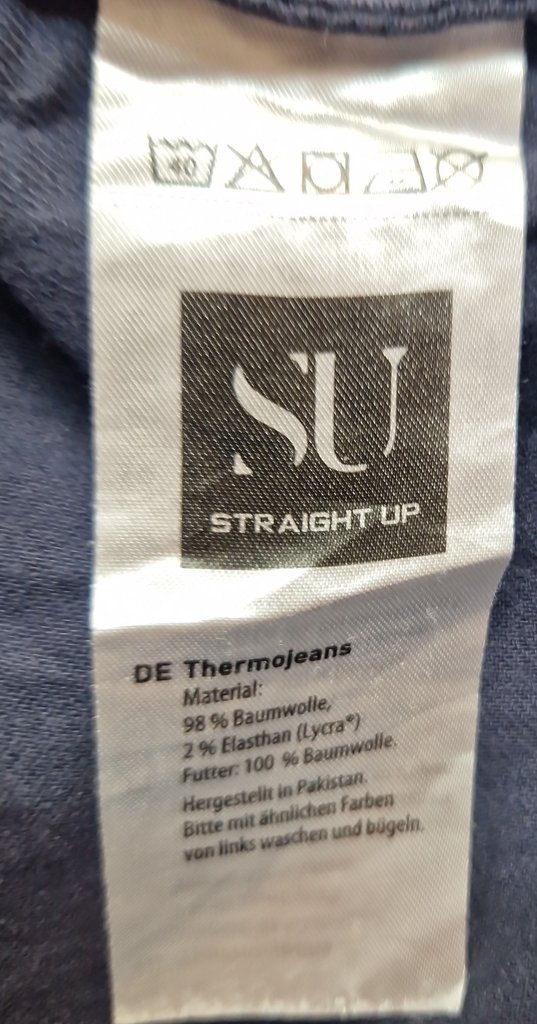 40
SU
STRAIGHT UP
DE Thermojeans
Material:
98 % Baumwolle,
2 % Elasthan (Lycra®)
Futter: 100 % Baumwolle.
Hergestellt in Pakistan.
Bitte mit ähnlichen Farben
von links waschen und bügeln.